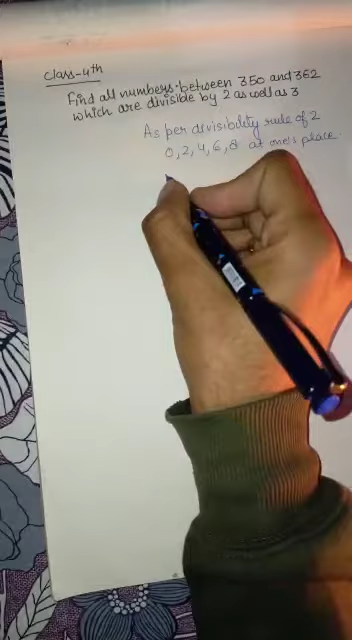 Class-4th
Find all numbers between 350 and 362
which are divisible by 2 as well as 3
As per divisibility rule of 2
0, 2, 4, 6, 8 at one's place.